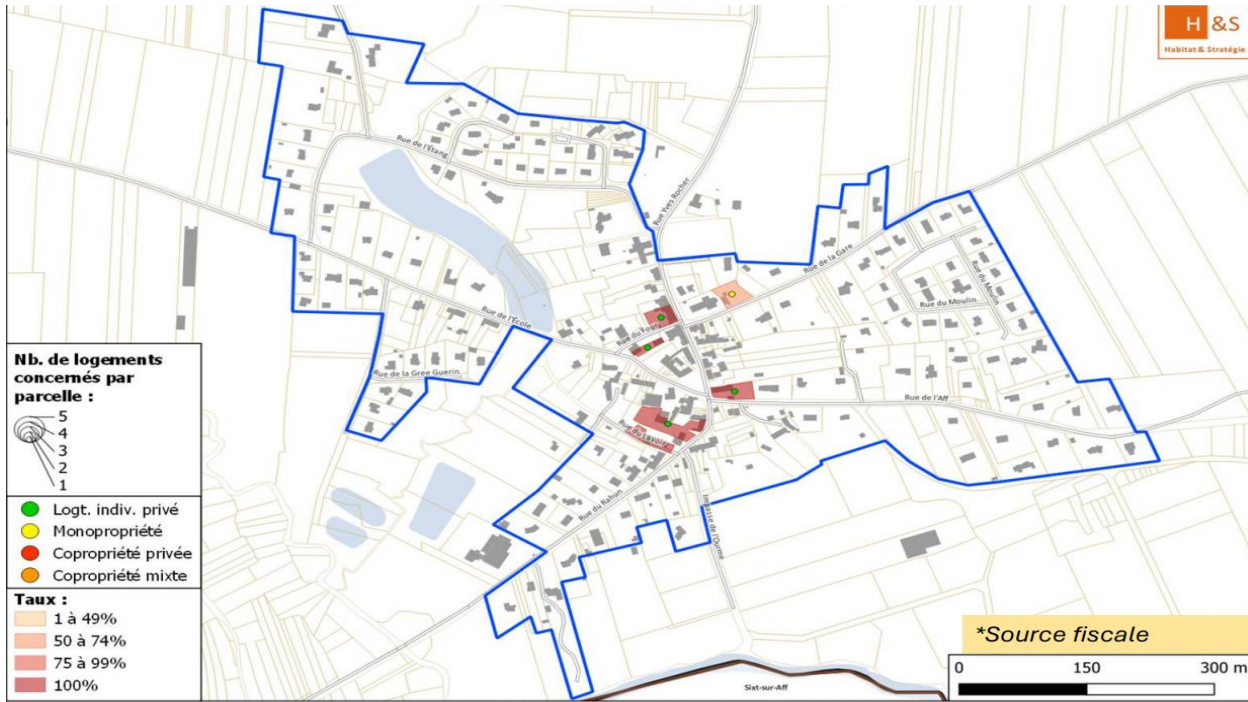 H &S
Habitat & Stratégie
Rue de l'Étang
Rue Yves Rocher
Rue de la Gare
Rue du Moulin
Rue du Moulin
Rue de l'École
Rue du Four
Rue de la Gree Guerin
Rue de l'Aff
Rue du Lavoir
Rue du Rahun
Impasse de l'Ourme
Sixt-sur-Aff
Nb. de logements
concernés par
parcelle :
5
4
3
2
1
Logt. indiv. privé
Monopropriété
Copropriété privée
Copropriété mixte
Taux :
1 à 49%
50 à 74%
75 à 99%
100%
*Source fiscale
0 150 300 m